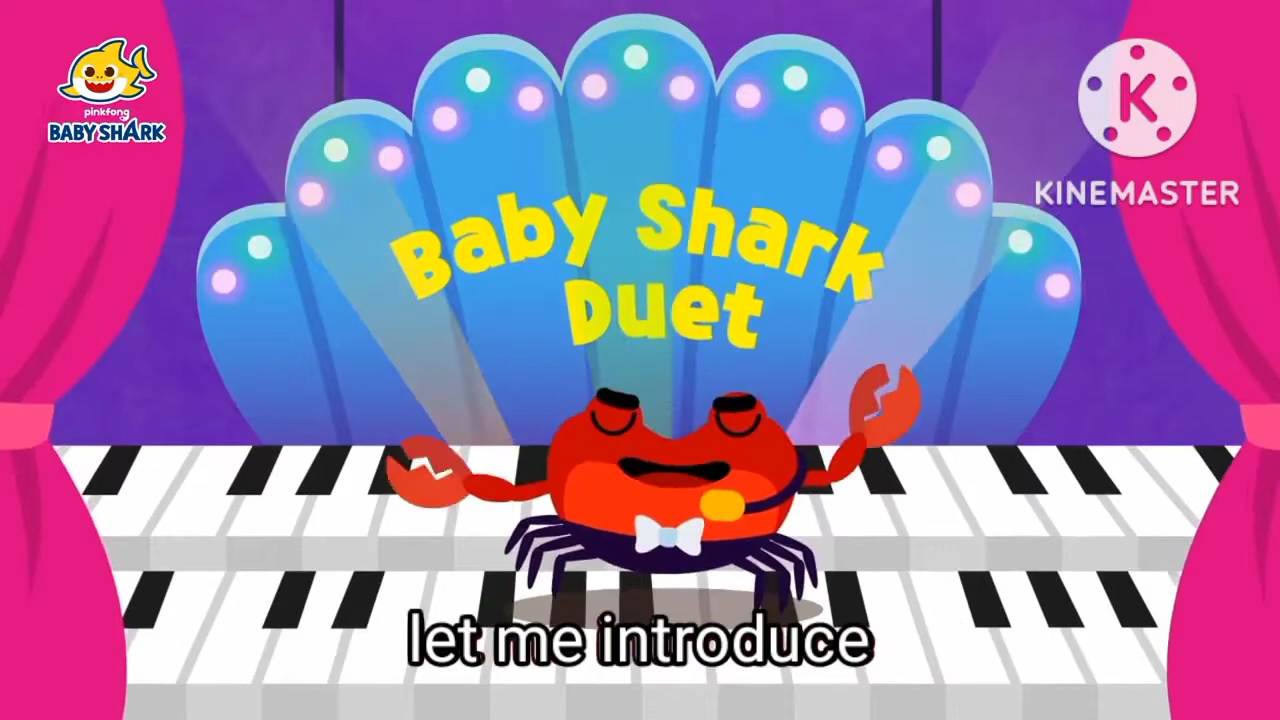 pinkfong
BABY SHARK
K
KINEMASTER
Baby Shark
Duet
let me introduce